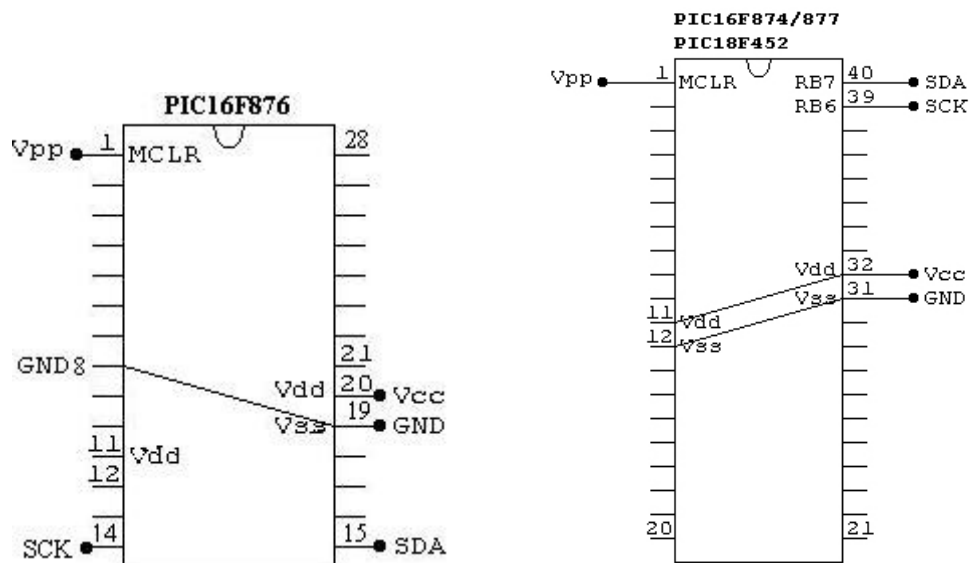 PIC16F876
Vpp 1 MCLR 28
GND8 21
Vdd 20 Vcc
Vss 19 GND
11 Vdd
12
SCK 14 15 SDA
PIC16F874/877
PIC18F452
Vpp 1 MCLR RB7 40 SDA
RB6 39 SCK
Vdd 32 Vcc
Vss 31 GND
11 Vdd
12 Vss
20 21